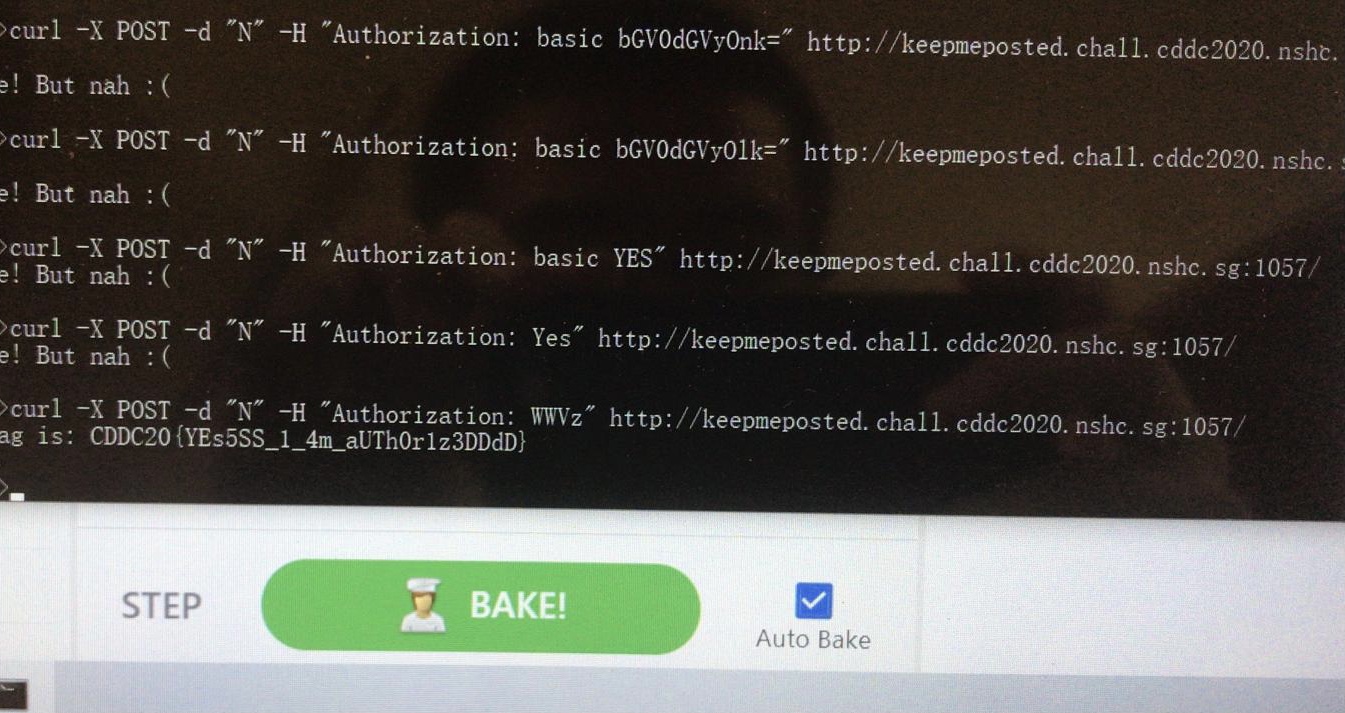 >curl -X POST -d "N" -H "Authorization: basic bGV0dGVyOnk=" http://keepmeposted.chall.cddc2020.nshc.
e! But nah :(
>curl -X POST -d "N" -H "Authorization: basic bGV0dGVyOlk=" http://keepmeposted.chall.cddc2020.nshc.s
e! But nah :(
>curl -X POST -d "N" -H "Authorization: basic YES" http://keepmeposted.chall.cddc2020.nshc.sg:1057/
e! But nah :(
>curl -X POST -d "N" -H "Authorization: Yes" http://keepmeposted.chall.cddc2020.nshc.sg:1057/
e! But nah :(
>curl -X POST -d "N" -H "Authorization: WWVz" http://keepmeposted.chall.cddc2020.nshc.sg:1057/
ag is: CDDC20{YEs5SS_1_4m_aUTh0r1z3DDdD}
>
STEP
BAKE!
Auto Bake